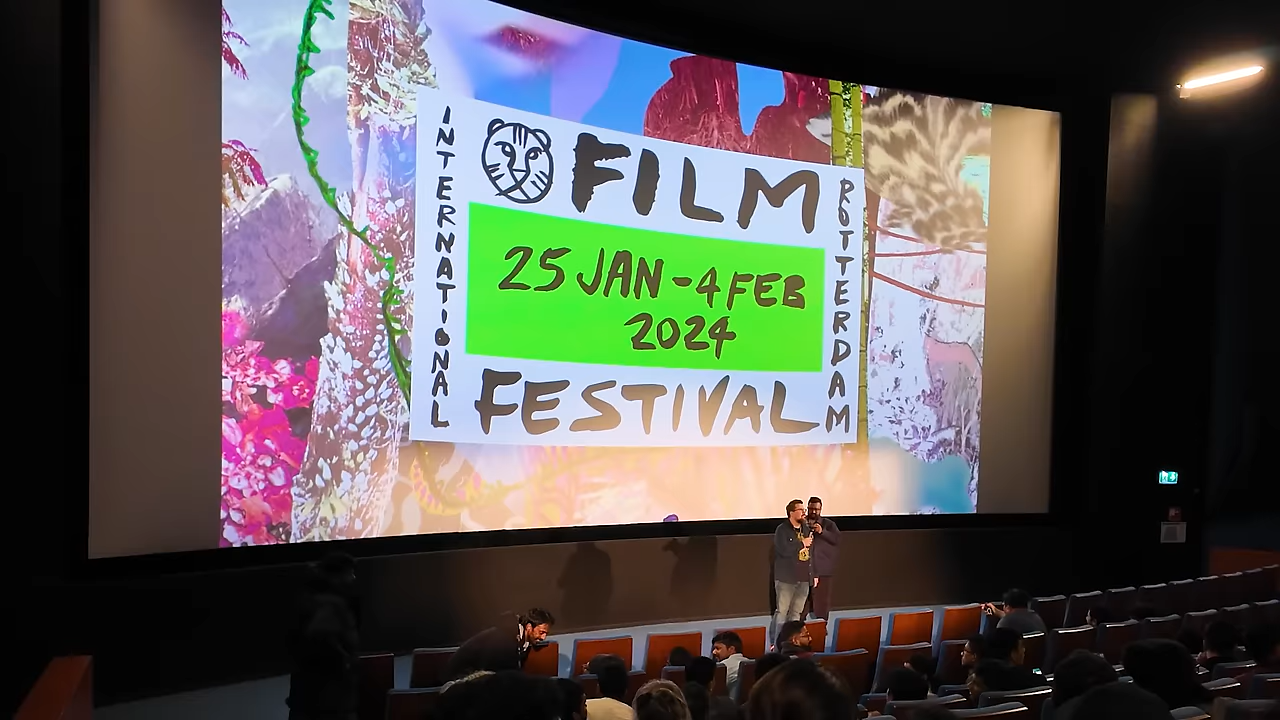 INTERNATIONAL
FILM
25 JAN - 4 FEB
2024
FESTIVAL
ROTTERDAM